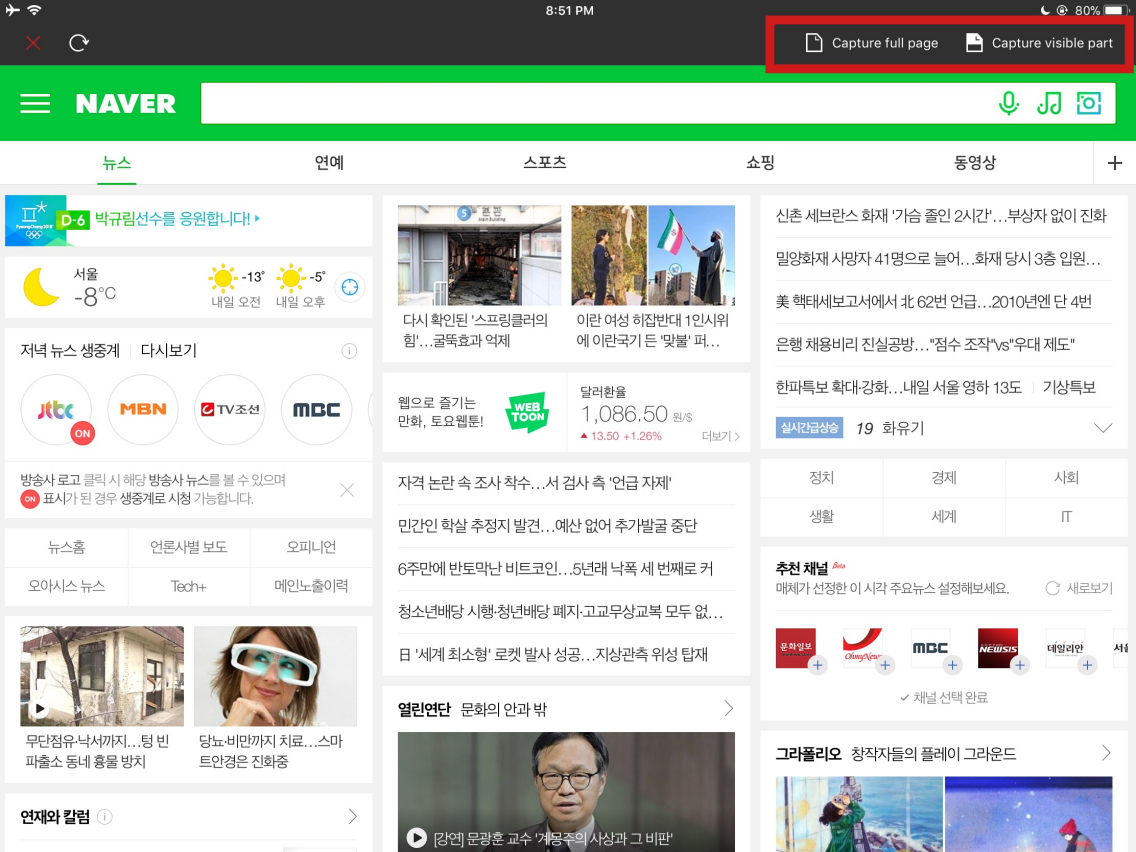 8:51 PM
80%
Capture full page
Capture visible part
NAVER
뉴스
연예
스포츠
쇼핑
동영상
D-6 박규림선수를 응원합니다!
서울
-8°C
-13°
내일 오전
-5°
내일 오후
저녁 뉴스 생중계
다시보기
jtbc
ON
MBN
TV조선
MBC
방송사 로고 클릭 시 해당 방송사 뉴스를 볼 수 있으며
ON 표시가 된 경우 생중계로 시청 가능합니다.
뉴스홈
언론사별 보도
오피니언
오아시스 뉴스
Tech+
메인노출이력
무단점유·낙서까지…텅 빈
파출소 동네 흉물 방치
당뇨·비만까지 치료…스마
트안경은 진화중
연재와 칼럼
5 본관
Main Building
다시 확인된 '스프링클러의
힘'…굴뚝효과 억제
이란 여성 히잡반대 1인시위
에 이란국기 든 '맞불' 퍼…
웹으로 즐기는
만화, 토요웹툰!
WEB
TOON
달러환율
1,086.50 원/$
13.50 +1.26%
더보기
자격 논란 속 조사 착수…서 검사 측 '언급 자제'
민간인 학살 추정지 발견…예산 없어 추가발굴 중단
6주만에 반토막난 비트코인…5년래 낙폭 세 번째로 커
청소년배당 시행·청년배당 폐지·고교무상교복 모두 없…
日 '세계 최소형' 로켓 발사 성공…지상관측 위성 탑재
열린연단 문화의 안과 밖
[강연] 문광훈 교수 '계몽주의 사상과 그 비판'
신촌 세브란스 화재 '가슴 졸인 2시간'…부상자 없이 진화
밀양화재 사망자 41명으로 늘어…화재 당시 3층 입원…
美 핵태세보고서에서 北 62번 언급…2010년엔 단 4번
은행 채용비리 진실공방…"점수 조작"vs"우대 제도"
한파특보 확대·강화…내일 서울 영하 13도
기상특보
실시간급상승 19 화유기
정치
경제
사회
생활
세계
IT
추천 채널 Beta
매체가 선정한 이 시각 주요뉴스 설정해보세요.
새로보기
문화일보
OhmyNews
MBC
NEWSIS
데일리안
서울
채널 선택 완료
그라폴리오 창작자들의 플레이 그라운드